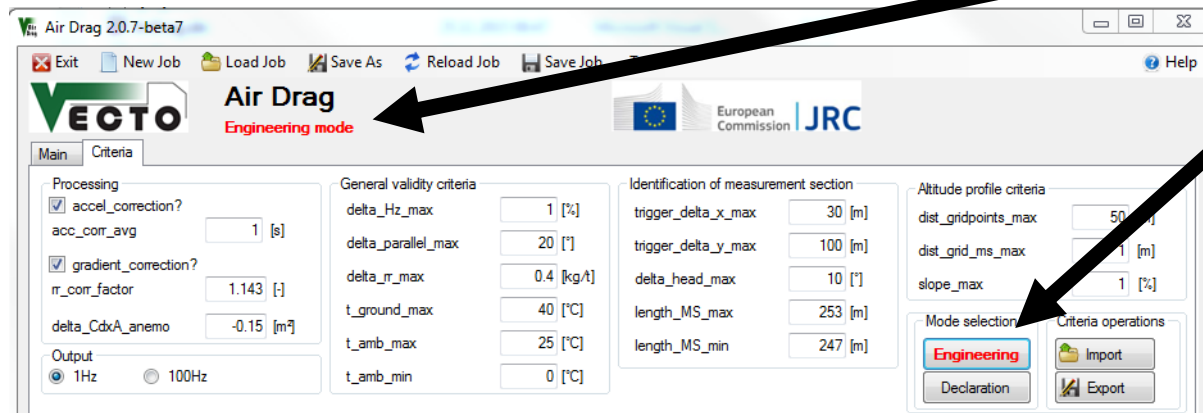 Air Drag 2.0.7-beta7
Exit New Job Load Job Save As Reload Job Save Job
Help
VECTO
Air Drag
Engineering mode
European
Commission
JRC
Main Criteria
Processing
accel_correction?
acc_corr_avg 1 [s]
gradient_correction?
rr_corr_factor 1.143 [-]
delta_CdxA_anemo -0.15 [m²]
Output
1Hz 100Hz
General validity criteria
delta_Hz_max 1 [%]
delta_parallel_max 20 [°]
delta_rr_max 0.4 [kg/t]
t_ground_max 40 [°C]
t_amb_max 25 [°C]
t_amb_min 0 [°C]
Identification of measurement section
trigger_delta_x_max 30 [m]
trigger_delta_y_max 100 [m]
delta_head_max 10 [°]
length_MS_max 253 [m]
length_MS_min 247 [m]
Altitude profile criteria
dist_gridpoints_max 50
dist_grid_ms_max 1 [m]
slope_max 1 [%]
Mode selection
Engineering
Declaration
Criteria operations
Import
Export